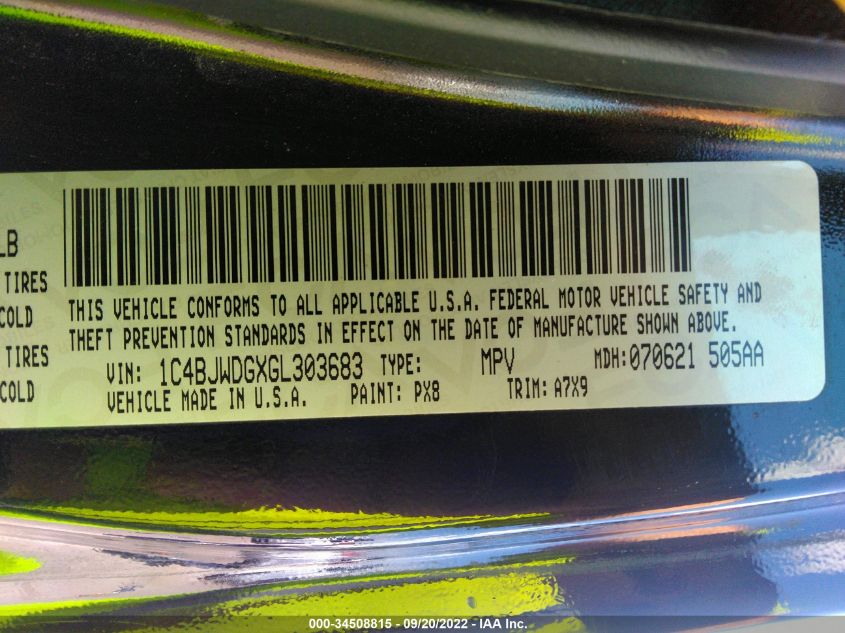 LB
TIRES
COLD
TIRES
COLD
THIS VEHICLE CONFORMS TO ALL APPLICABLE U.S.A. FEDERAL MOTOR VEHICLE SAFETY AND
THEFT PREVENTION STANDARDS IN EFFECT ON THE DATE OF MANUFACTURE SHOWN ABOVE.
VIN: 1C4BJWDGXGL303683 TYPE: MPV MDH:070621 505AA
VEHICLE MADE IN U.S.A. PAINT: PX8 TRIM: A7X9
000-34508815 - 09/20/2022 - IAA Inc.